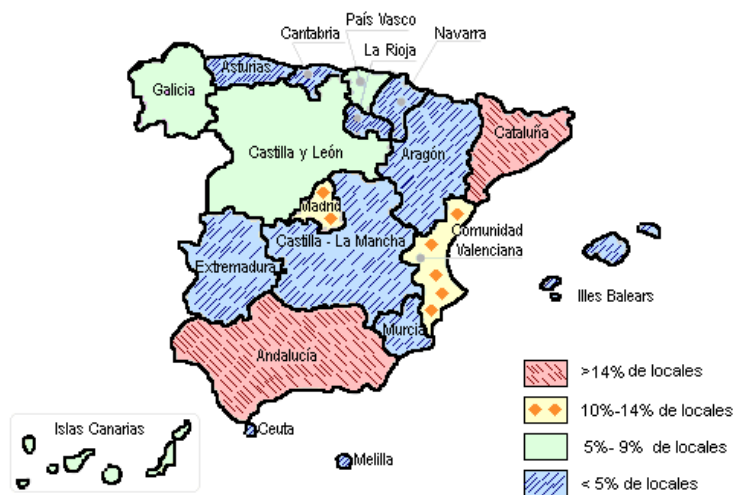 País Vasco
Cantabria
La Rioja
Navarra
Asturias
Galicia
Cataluña
Castilla y León
Aragón
Madrid
Comunidad
Valenciana
Castilla - La Mancha
Extremadura
Illes Balears
Murcia
Andalucía
>14% de locales
10%-14% de locales
5%- 9% de locales
< 5% de locales
Islas Canarias
Ceuta
Melilla